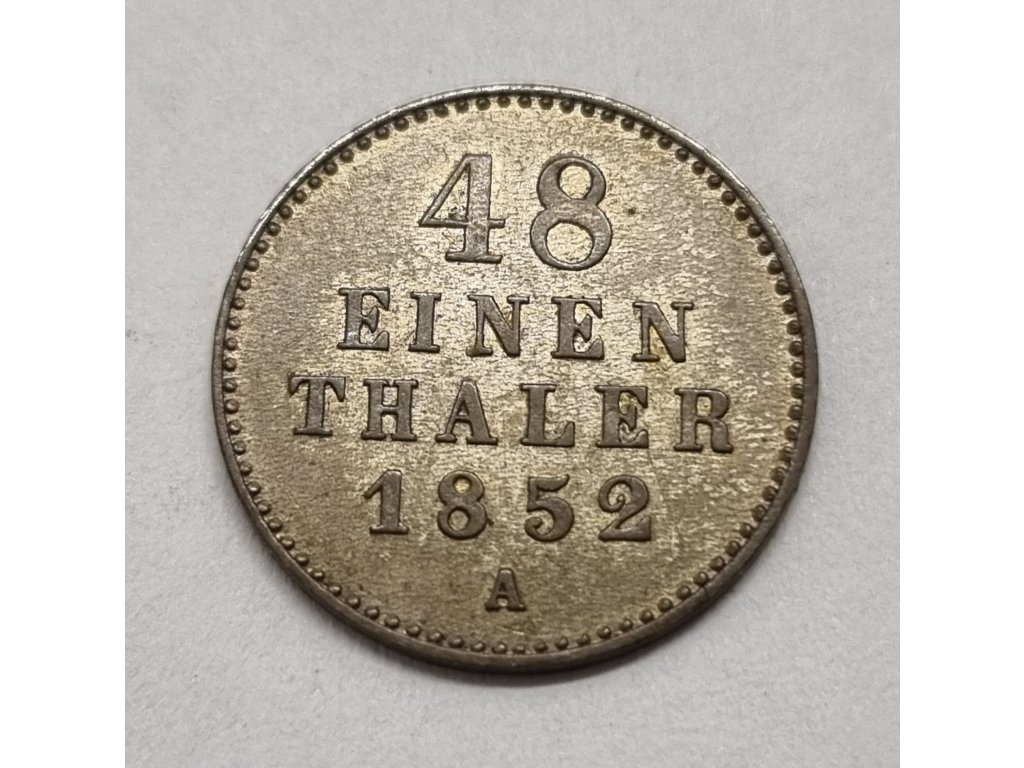 48
EINEN
THALER
1852
A